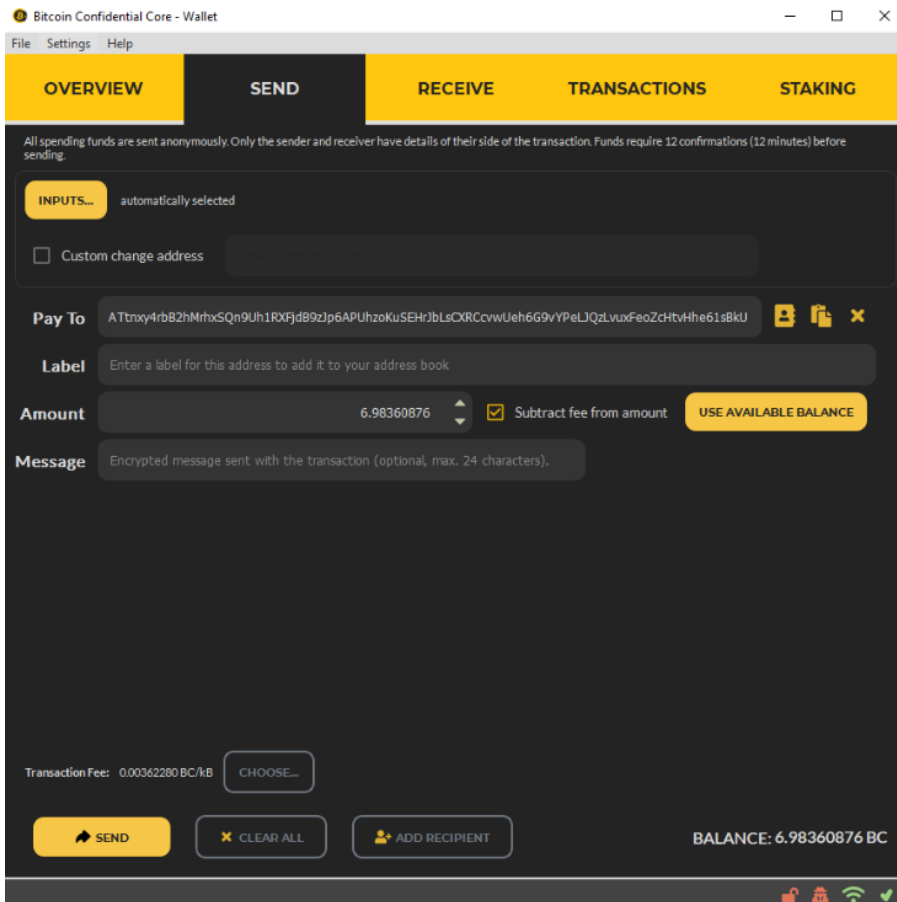 Bitcoin Confidential Core - Wallet
File Settings Help
OVERVIEW SEND RECEIVE TRANSACTIONS STAKING
All spending funds are sent anonymously. Only the sender and receiver have details of their side of the transaction. Funds require 12 confirmations (12 minutes) before
sending.
INPUTS... automatically selected
Custom change address
Pay To ATtnxy4rbB2hMrhxSQn9Uh1RXFjdB9zJp6APUhzoKuSEHrJbLsCXRCcvwUeh6G9vYPeLJQzLvuxFeoZcHtvHhe61sBkU
Label Enter a label for this address to add it to your address book
Amount 6.98360876 Subtract fee from amount USE AVAILABLE BALANCE
Message Encrypted message sent with the transaction (optional, max. 24 characters).
Transaction Fee: 0.00362280 BC/kB CHOOSE...
SEND CLEAR ALL ADD RECIPIENT BALANCE: 6.98360876 BC